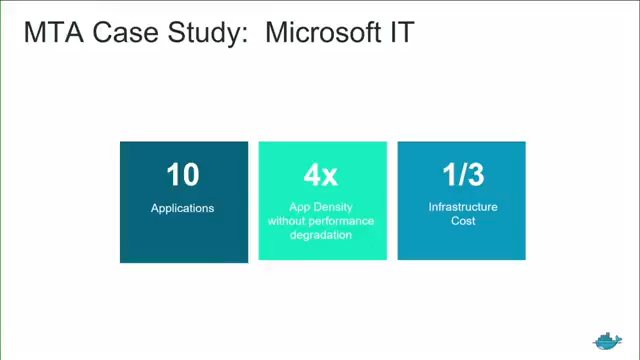 MTA Case Study:  Microsoft IT
10
Applications
4x
App Density
without performance
degradation
1/3
Infrastructure
Cost